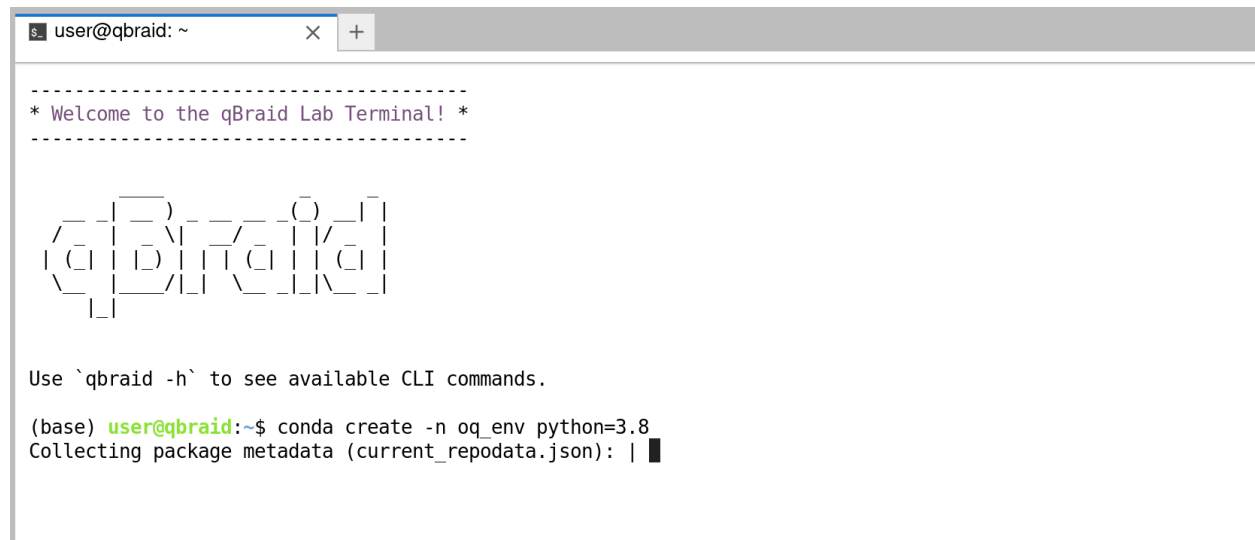 user@qbraid: ~
---------------------------------------
* Welcome to the qBraid Lab Terminal! *
---------------------------------------
qBraid
Use `qbraid -h` to see available CLI commands.
(base) user@qbraid:~$ conda create -n oq_env python=3.8
Collecting package metadata (current_repodata.json): |